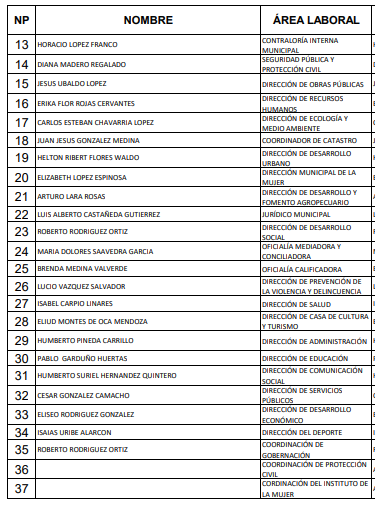 NP NOMBRE ÁREA LABORAL
13 HORACIO LOPEZ FRANCO CONTRALORÍA INTERNA
MUNICIPAL
14 DIANA MADERO REGALADO SEGURIDAD PÚBLICA Y
PROTECCIÓN CIVIL
15 JESUS UBALDO LOPEZ DIRECCIÓN DE OBRAS PÚBLICAS
16 ERIKA FLOR ROJAS CERVANTES DIRECCIÓN DE RECURSOS
HUMANOS
17 CARLOS ESTEBAN CHAVARRIA LOPEZ DIRECCIÓN DE ECOLOGÍA Y
MEDIO AMBIENTE
18 JUAN JESUS GONZALEZ MEDINA COORDINADOR DE CATASTRO
19 HELTON RIBERT FLORES WALDO DIRECCIÓN DE DESARROLLO
URBANO
20 ELIZABETH LOPEZ ESPINOSA DIRECCIÓN MUNICIPAL DE LA
MUJER
21 ARTURO LARA ROSAS DIRECCIÓN DE DESARROLLO Y
FOMENTO AGROPECUARIO
22 LUIS ALBERTO CASTAÑEDA GUTIERREZ JURÍDICO MUNICIPAL
23 ROBERTO RODRIGUEZ ORTIZ DIRECCIÓN DE DESARROLLO
SOCIAL
24 MARIA DOLORES SAAVEDRA GARCIA OFICIALÍA MEDIADORA Y
CONCILIADORA
25 BRENDA MEDINA VALVERDE OFICIALÍA CALIFICADORA
26 LUCIO VAZQUEZ SALVADOR DIRECCIÓN DE PREVENCIÓN DE
LA VIOLENCIA Y DELINCUENCIA
27 ISABEL CARPIO LINARES DIRECCIÓN DE SALUD
28 ELIUD MONTES DE OCA MENDOZA DIRECCIÓN DE CASA DE CULTURA
Y TURISMO
29 HUMBERTO PINEDA CARRILLO DIRECCIÓN DE ADMINISTRACIÓN
30 PABLO GARDUÑO HUERTAS DIRECCIÓN DE EDUCACIÓN
31 HUMBERTO SURIEL HERNANDEZ QUINTERO DIRECCIÓN DE COMUNICACIÓN
SOCIAL
32 CESAR GONZALEZ CAMACHO DIRECCIÓN DE SERVICIOS
PÚBLICOS
33 ELISEO RODRIGUEZ GONZALEZ DIRECCIÓN DE DESARROLLO
ECONÓMICO
34 ISAIAS URIBE ALARCON DIRECCIÓN DEL DEPORTE
35 ROBERTO RODRIGUEZ ORTIZ COORDINACIÓN DE
GOBERNACIÓN
36 COORDINACIÓN DE PROTECCIÓN
CIVIL
37 CORDINACIÓN DEL INSTITUTO DE
LA MUJER